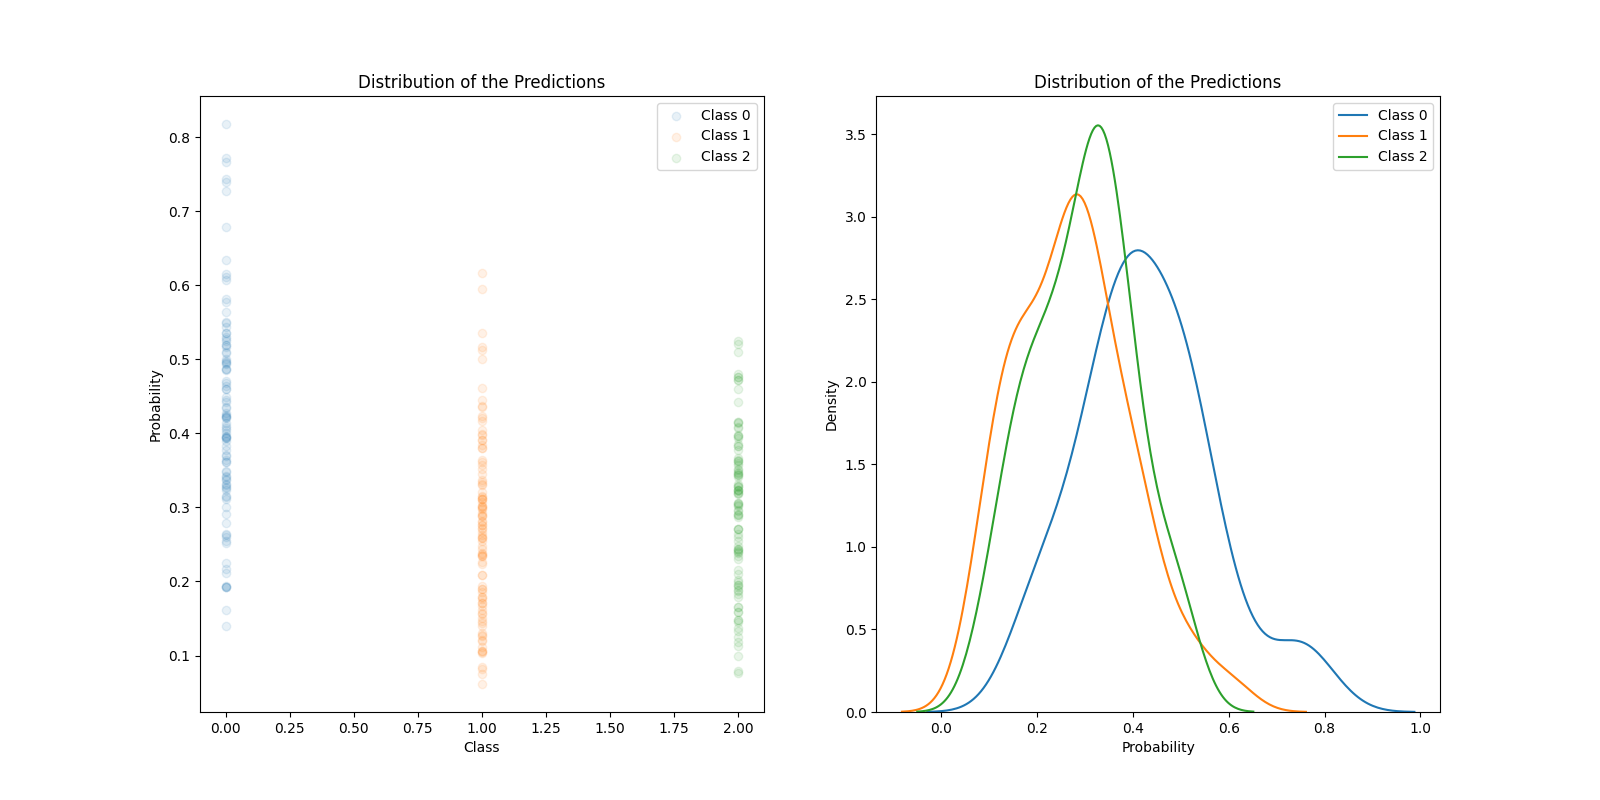 Distribution of the Predictions
Class 0
Class 1
Class 2
0.8
0.7
0.6
0.5
0.4
0.3
0.2
0.1
Probability
0.00 0.25 0.50 0.75 1.00 1.25 1.50 1.75 2.00
Class
Distribution of the Predictions
Class 0
Class 1
Class 2
3.5
3.0
2.5
2.0
1.5
1.0
0.5
0.0
Density
0.0 0.2 0.4 0.6 0.8 1.0
Probability